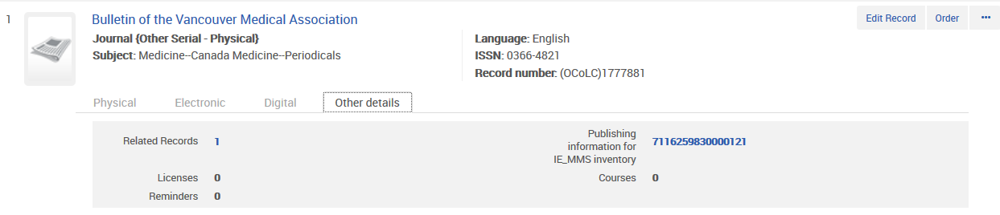 1
Bulletin of the Vancouver Medical Association
Edit Record
Order
•••
Journal {Other Serial - Physical}
Language: English
Subject: Medicine--Canada Medicine--Periodicals
ISSN: 0366-4821
Record number: (OCoLC)1777881
Physical
Electronic
Digital
Other details
Related Records 1
Publishing
information for
IE_MMS inventory
7116259830000121
Licenses 0
Courses 0
Reminders 0